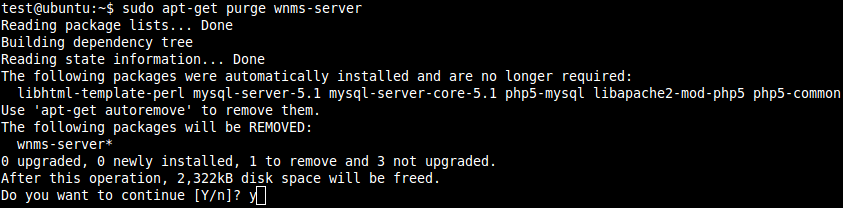 test@ubuntu:~$ sudo apt-get purge wnms-server
Reading package lists... Done
Building dependency tree
Reading state information... Done
The following packages were automatically installed and are no longer required:
  libhtml-template-perl mysql-server-5.1 mysql-server-core-5.1 php5-mysql libapache2-mod-php5 php5-common
Use 'apt-get autoremove' to remove them.
The following packages will be REMOVED:
  wnms-server*
0 upgraded, 0 newly installed, 1 to remove and 3 not upgraded.
After this operation, 2,322kB disk space will be freed.
Do you want to continue [Y/n]? y